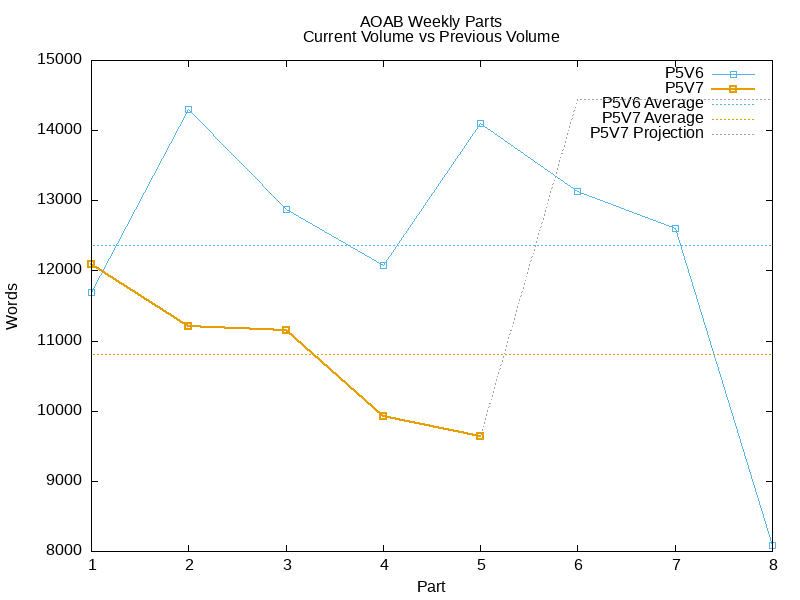 AOAB Weekly Parts
Current Volume vs Previous Volume
15000
14000
13000
12000
11000
10000
9000
8000
1 2 3 4 5 6 7 8
Words
Part
P5V6
P5V7
P5V6 Average
P5V7 Average
P5V7 Projection